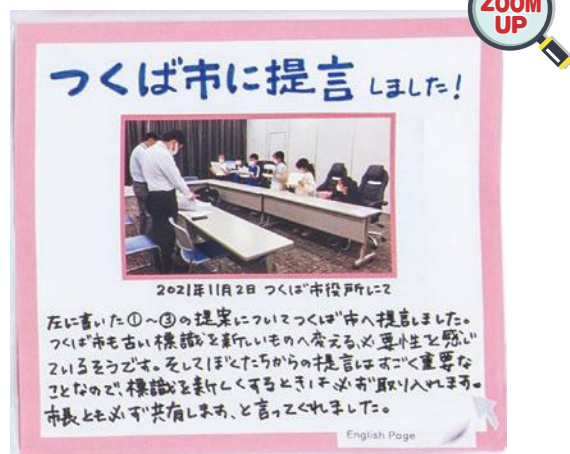 ZOOM
UP
つくば市に提言しました!
2021年11月2日 つくば市役所にて
左に書いた①～③の提案についてつくば市へ提言しました。
つくば市も古い標識を新しいものへ変える必要性を感じ
ているそうです。そしてぼくたちからの提言はすごく重要な
ことなので、標識を新しくするときは必ず取り入れます。
市長とも必ず共有します、と言ってくれました。
English Page